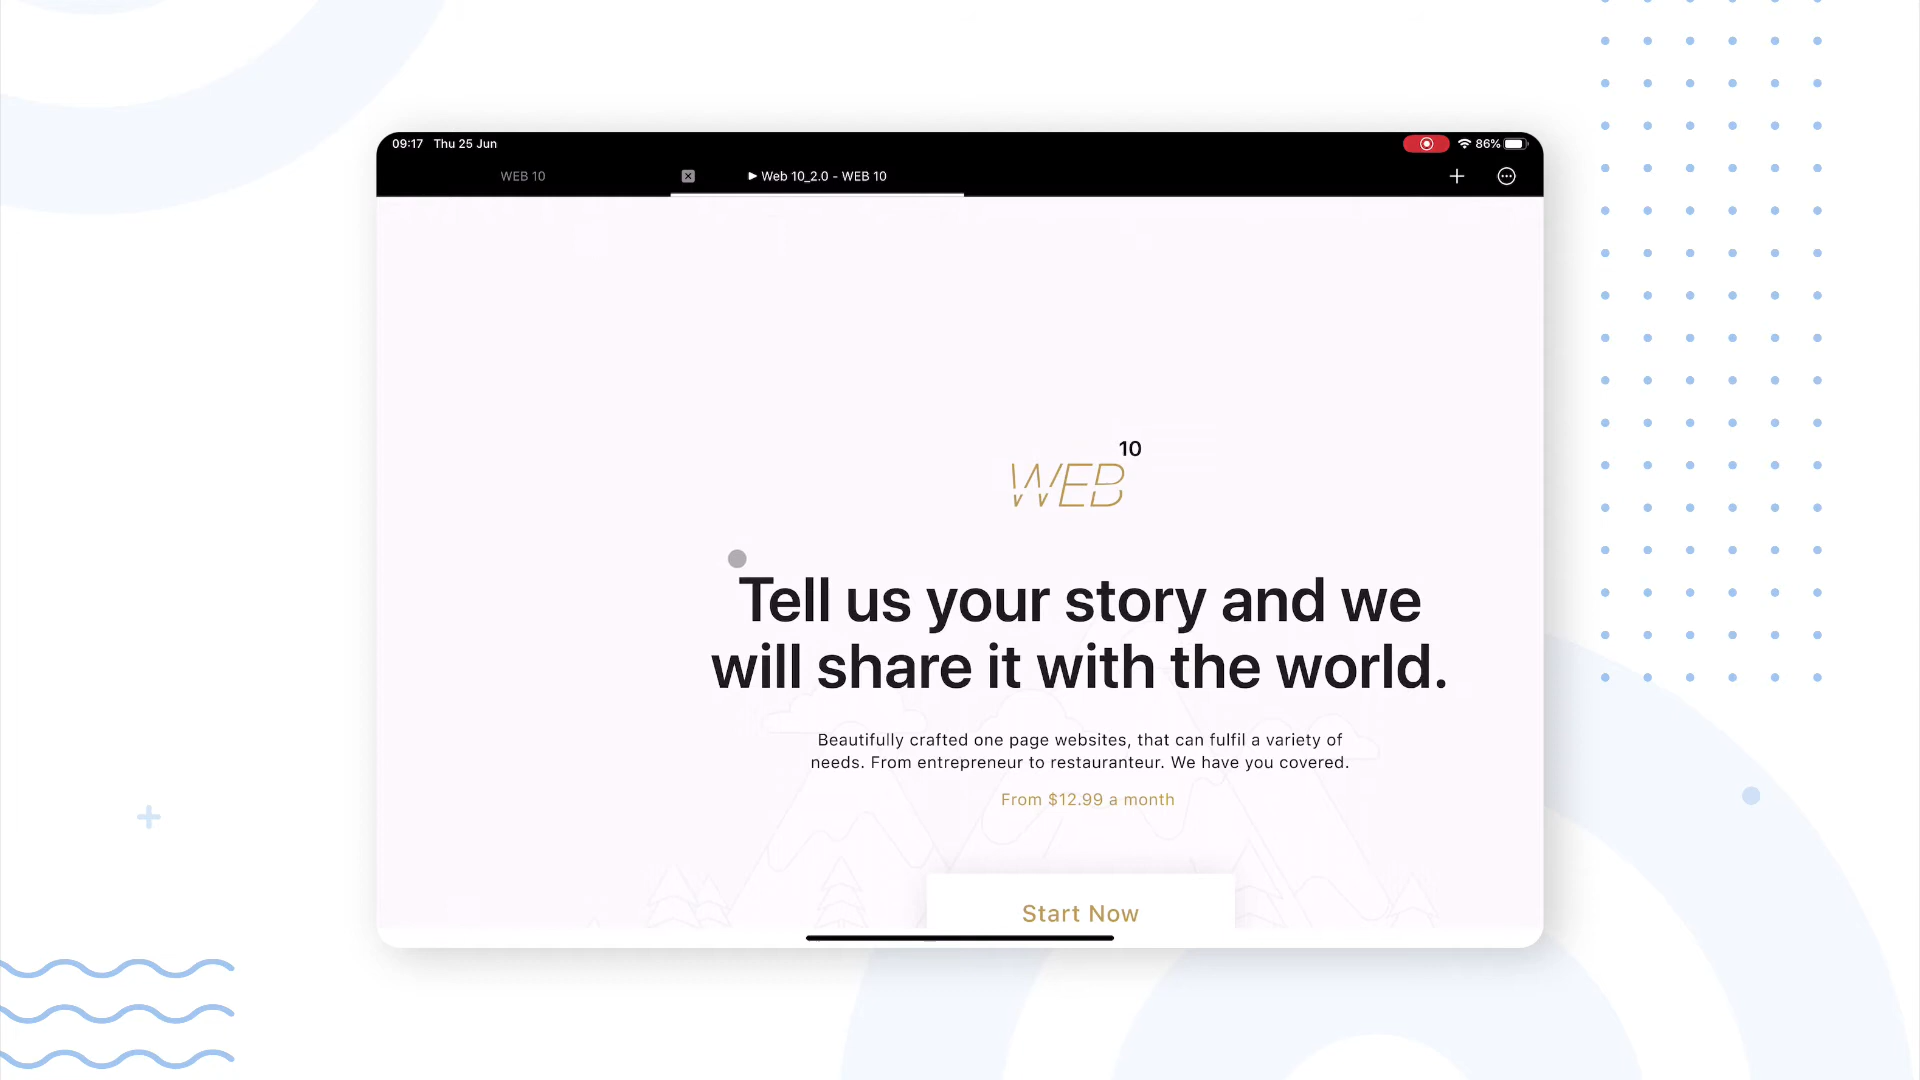 09:17 Thu 25 Jun
86%
WEB 10
Web 10_2.0 - WEB 10
10
WEB
Tell us your story and we
will share it with the world.
Beautifully crafted one page websites, that can fulfil a variety of
needs. From entrepreneur to restauranteur. We have you covered.
From $12.99 a month
Start Now